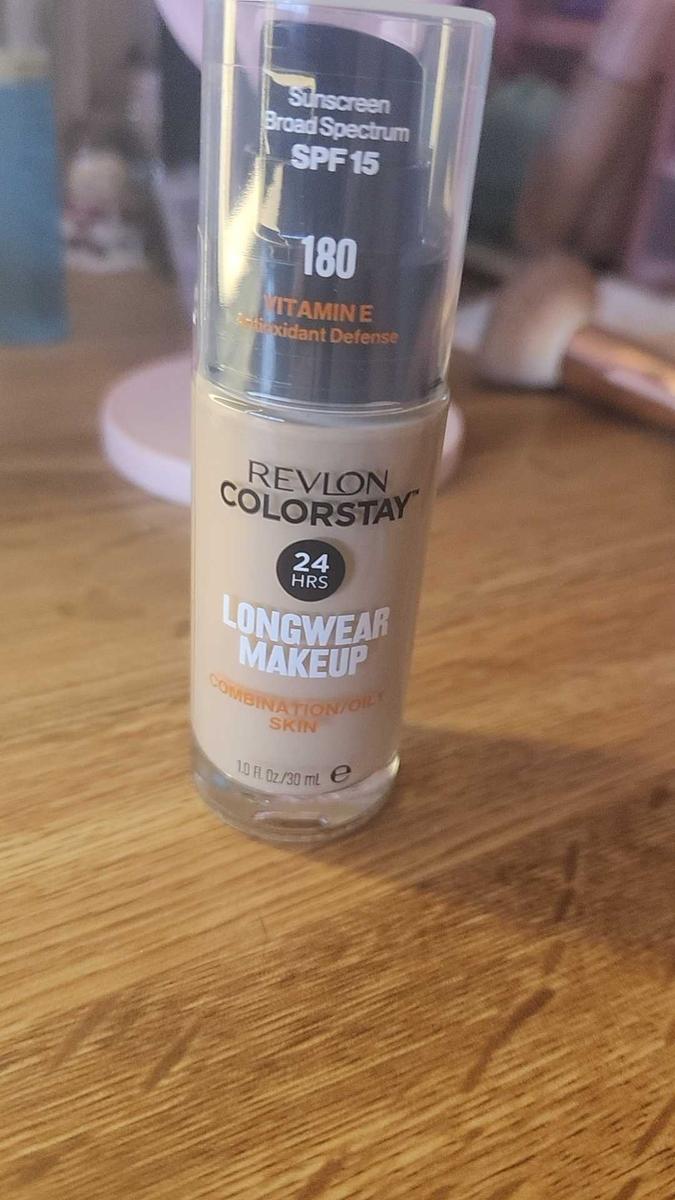 Sunscreen
Broad Spectrum
SPF 15
180
VITAMIN E
Antioxidant Defense
REVLON
COLORSTAY™
24
HRS
LONGWEAR
MAKEUP
COMBINATION/OILY
SKIN
1.0 Fl. Oz./30 mL ℮